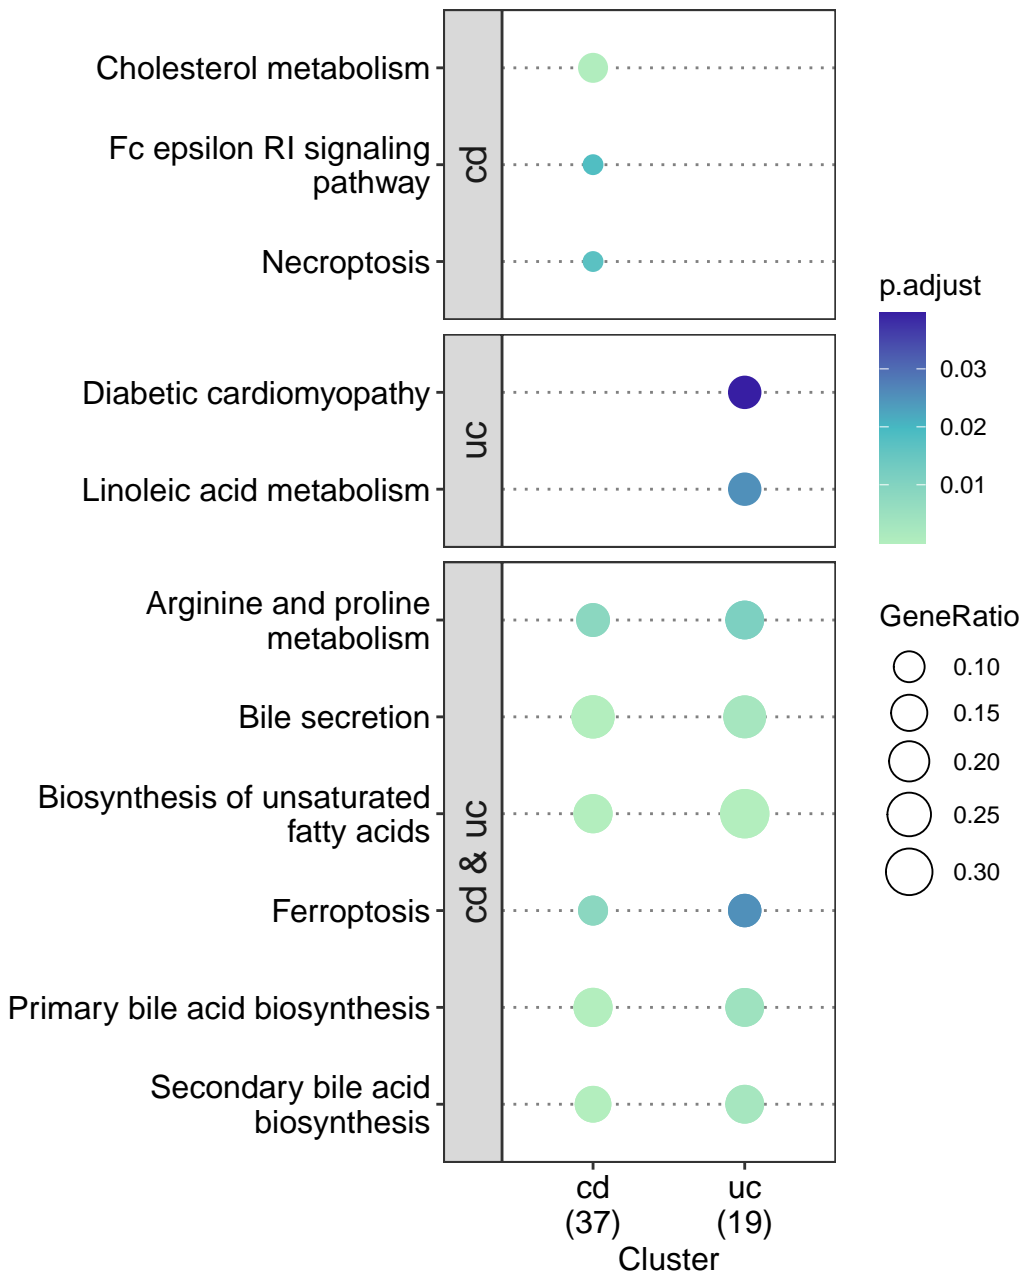 Cholesterol metabolism
Fc epsilon RI signaling
pathway
Necroptosis
cd
Diabetic cardiomyopathy
Linoleic acid metabolism
uc
Arginine and proline
metabolism
Bile secretion
Biosynthesis of unsaturated
fatty acids
Ferroptosis
Primary bile acid biosynthesis
Secondary bile acid
biosynthesis
cd & uc
cd
(37)
uc
(19)
Cluster
p.adjust
0.03
0.02
0.01
GeneRatio
0.10
0.15
0.20
0.25
0.30